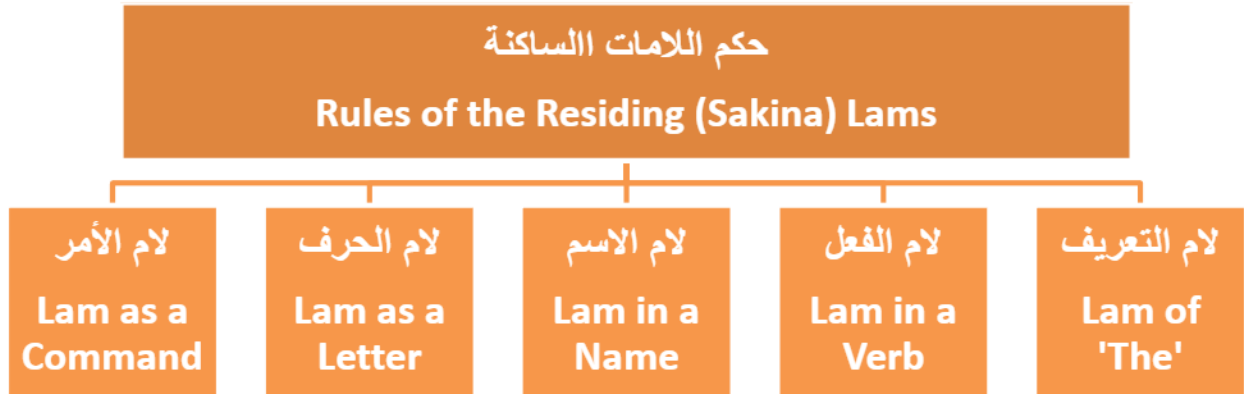 حكم اللامات االساكنة
Rules of the Residing (Sakina) Lams
لام الأمر
Lam as a
Command
لام الحرف
Lam as a
Letter
لام الاسم
Lam in a
Name
لام الفعل
Lam in a
Verb
لام التعريف
Lam of
'The'